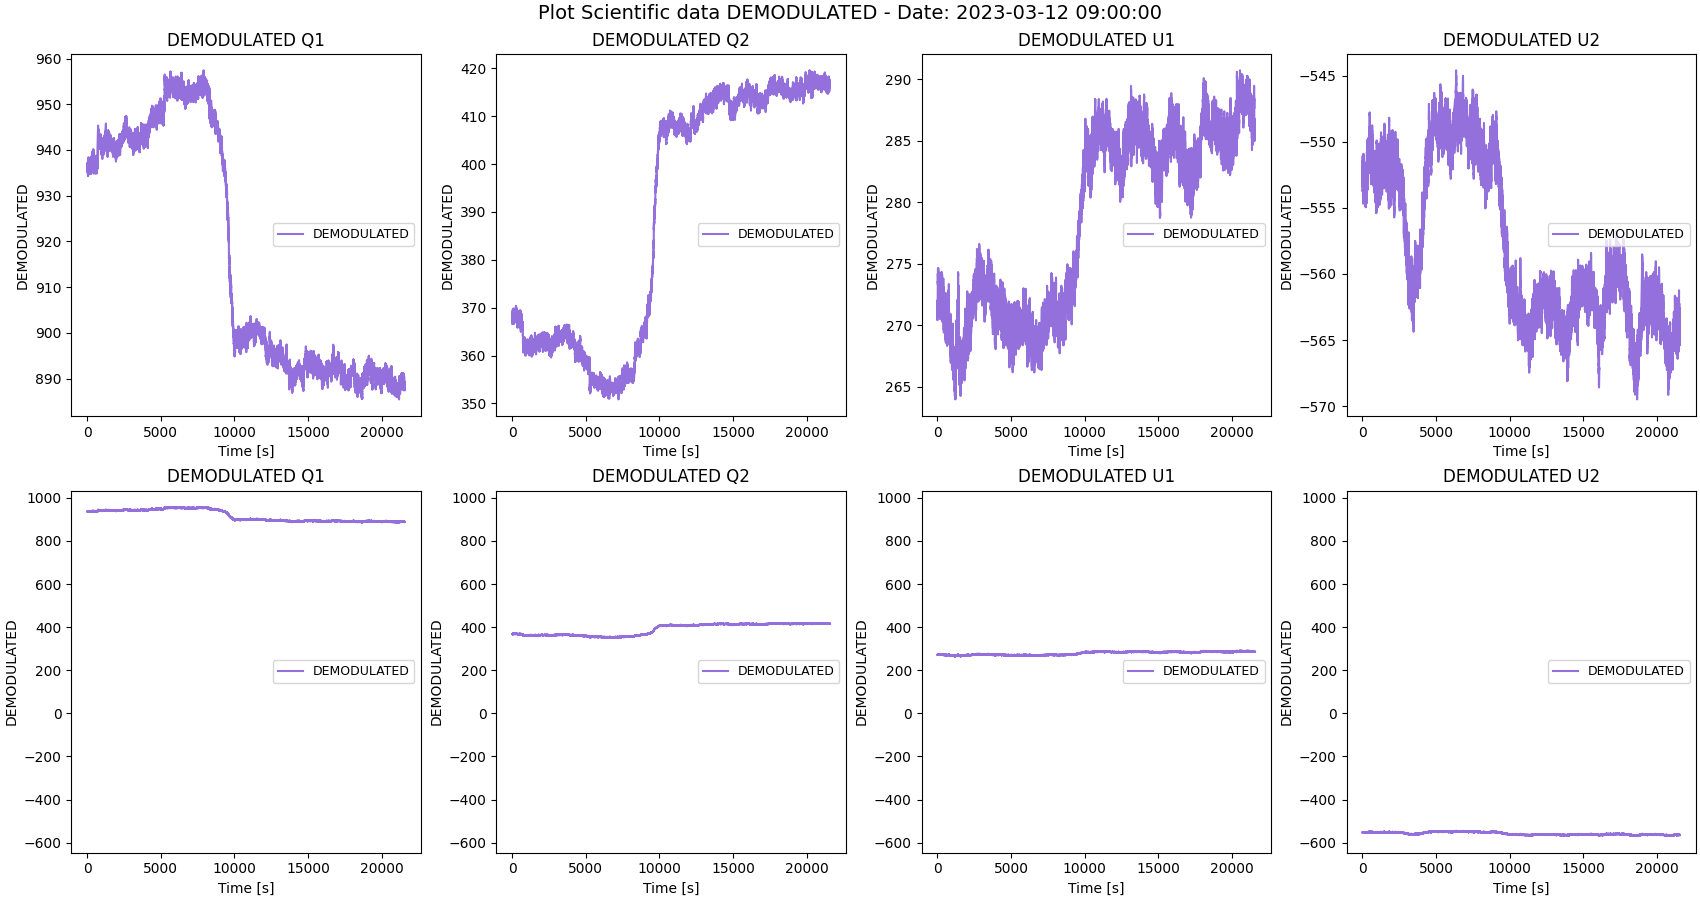 Plot Scientific data DEMODULATED - Date: 2023-03-12 09:00:00
DEMODULATED Q1
960
950
940
930
920
910
900
890
DEMODULATED
DEMODULATED
0 5000 10000 15000 20000
Time [s]
DEMODULATED Q2
420
410
400
390
380
370
360
350
DEMODULATED
DEMODULATED
0 5000 10000 15000 20000
Time [s]
DEMODULATED U1
290
285
280
275
270
265
DEMODULATED
DEMODULATED
0 5000 10000 15000 20000
Time [s]
DEMODULATED U2
−545
−550
−555
−560
−565
−570
DEMODULATED
DEMODULATED
0 5000 10000 15000 20000
Time [s]
DEMODULATED Q1
1000
800
600
400
200
0
−200
−400
−600
DEMODULATED
DEMODULATED
0 5000 10000 15000 20000
Time [s]
DEMODULATED Q2
1000
800
600
400
200
0
−200
−400
−600
DEMODULATED
DEMODULATED
0 5000 10000 15000 20000
Time [s]
DEMODULATED U1
1000
800
600
400
200
0
−200
−400
−600
DEMODULATED
DEMODULATED
0 5000 10000 15000 20000
Time [s]
DEMODULATED U2
1000
800
600
400
200
0
−200
−400
−600
DEMODULATED
DEMODULATED
0 5000 10000 15000 20000
Time [s]